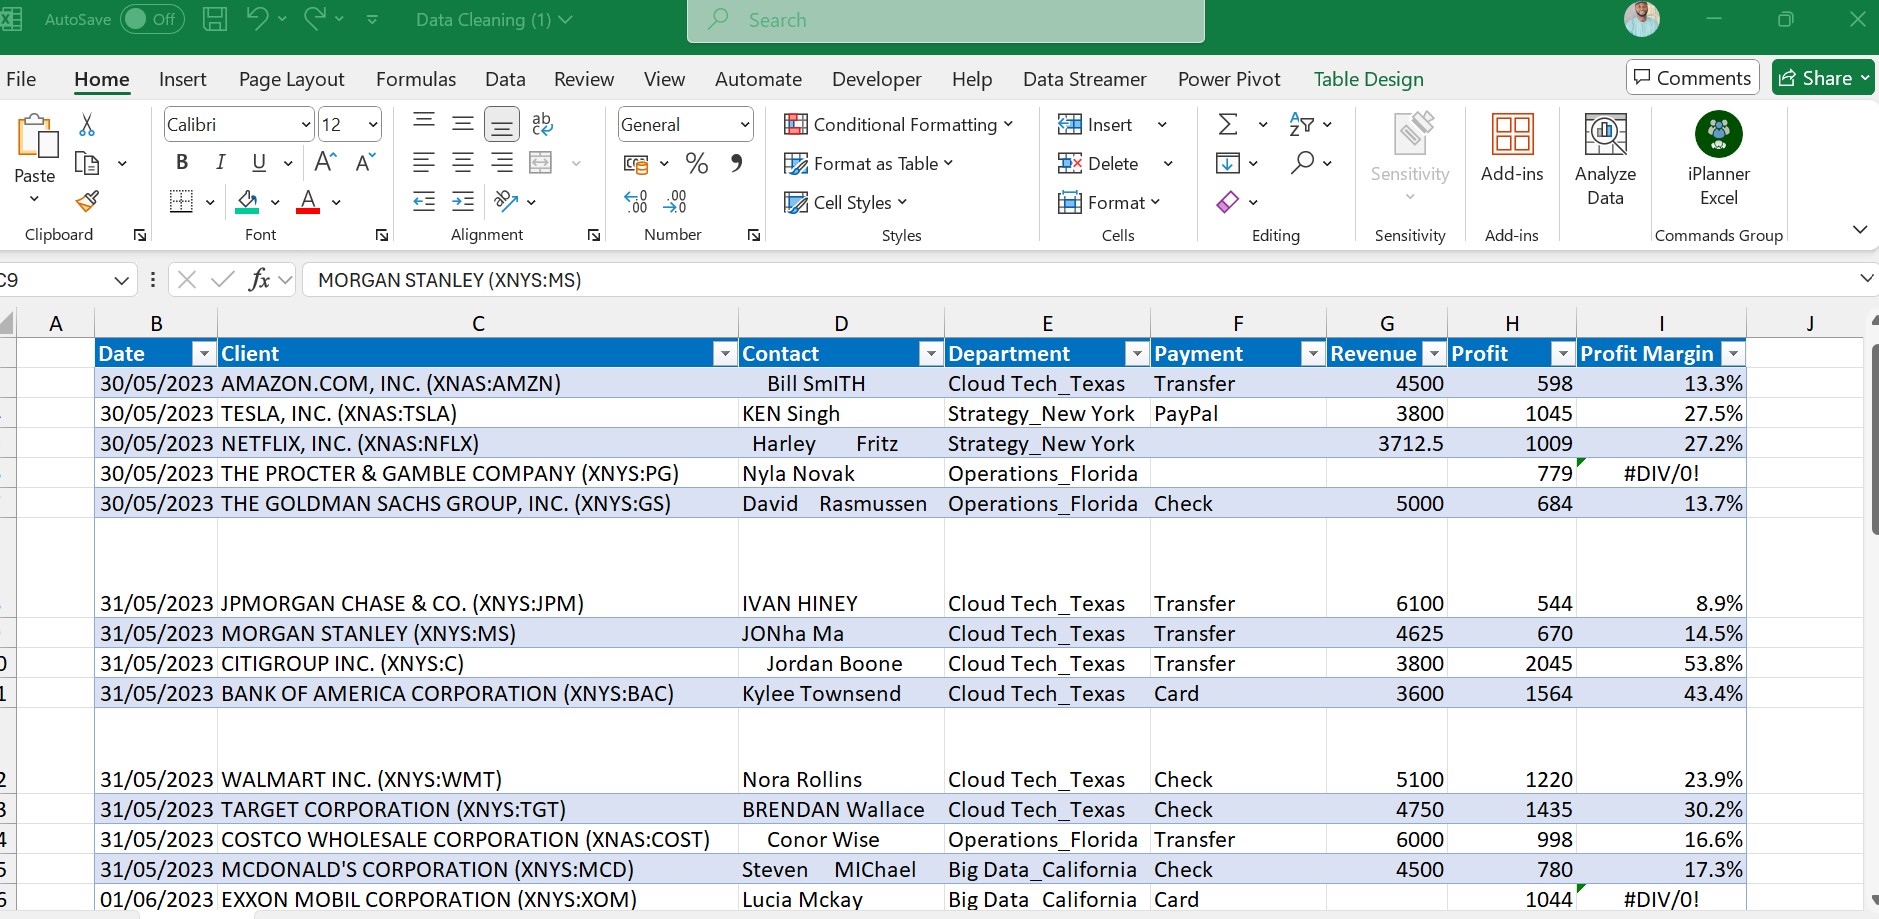 AutoSave Off Data Cleaning (1) Search
File Home Insert Page Layout Formulas Data Review View Automate Developer Help Data Streamer Power Pivot Table Design Comments Share
Calibri 12 ab General Conditional Formatting Insert Σ
Paste B I U A A % Format as Table Delete Sensitivity Add-ins Analyze Data iPlanner Excel
A Cell Styles Format
Clipboard Font Alignment Number Styles Cells Editing Sensitivity Add-ins Commands Group
C9 fx MORGAN STANLEY (XNYS:MS)
A B C D E F G H I J
Date Client Contact Department Payment Revenue Profit Profit Margin
30/05/2023 AMAZON.COM, INC. (XNAS:AMZN) Bill SmITH Cloud Tech_Texas Transfer 4500 598 13.3%
30/05/2023 TESLA, INC. (XNAS:TSLA) KEN Singh Strategy_New York PayPal 3800 1045 27.5%
30/05/2023 NETFLIX, INC. (XNAS:NFLX) Harley Fritz Strategy_New York 3712.5 1009 27.2%
30/05/2023 THE PROCTER & GAMBLE COMPANY (XNYS:PG) Nyla Novak Operations_Florida 779 #DIV/0!
30/05/2023 THE GOLDMAN SACHS GROUP, INC. (XNYS:GS) David Rasmussen Operations_Florida Check 5000 684 13.7%
31/05/2023 JPMORGAN CHASE & CO. (XNYS:JPM) IVAN HINEY Cloud Tech_Texas Transfer 6100 544 8.9%
31/05/2023 MORGAN STANLEY (XNYS:MS) JONha Ma Cloud Tech_Texas Transfer 4625 670 14.5%
31/05/2023 CITIGROUP INC. (XNYS:C) Jordan Boone Cloud Tech_Texas Transfer 3800 2045 53.8%
31/05/2023 BANK OF AMERICA CORPORATION (XNYS:BAC) Kylee Townsend Cloud Tech_Texas Card 3600 1564 43.4%
31/05/2023 WALMART INC. (XNYS:WMT) Nora Rollins Cloud Tech_Texas Check 5100 1220 23.9%
31/05/2023 TARGET CORPORATION (XNYS:TGT) BRENDAN Wallace Cloud Tech_Texas Check 4750 1435 30.2%
31/05/2023 COSTCO WHOLESALE CORPORATION (XNAS:COST) Conor Wise Operations_Florida Transfer 6000 998 16.6%
31/05/2023 MCDONALD'S CORPORATION (XNYS:MCD) Steven MIChael Big Data_California Check 4500 780 17.3%
01/06/2023 EXXON MOBIL CORPORATION (XNYS:XOM) Lucia Mckay Big Data_California Card 1044 #DIV/0!